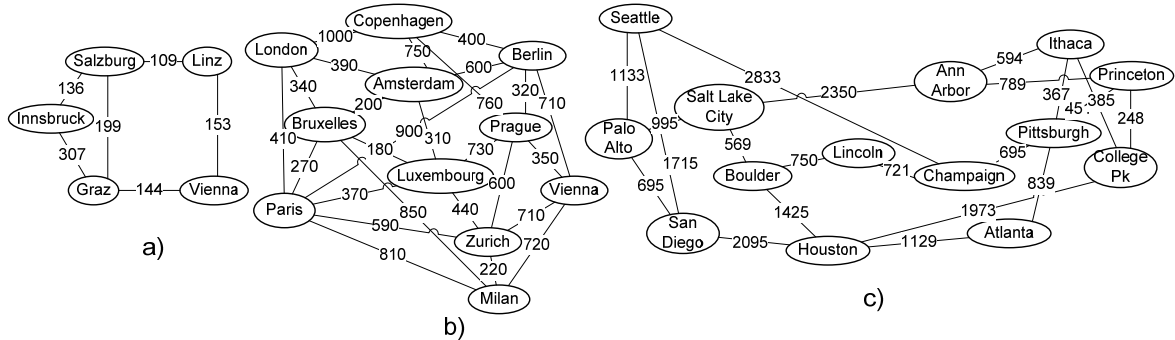 Salzburg
109
Linz
136
Innsbruck
199
153
307
Graz
144
Vienna
a)
Copenhagen
1000
400
London
750
Berlin
390
600
Amsterdam
340
200
320
760
710
Bruxelles
900
310
Prague
410
180
730
350
270
Luxembourg
600
Vienna
370
440
Paris
850
710
590
Zurich
720
810
220
Milan
b)
Seattle
594
Ithaca
1133
2833
Ann
Arbor
789
Princeton
Salt Lake
City
2350
367
45
385
995
248
Palo
Alto
Pittsburgh
569
750
Lincoln
695
1715
Boulder
721
Champaign
College
Pk
695
839
1425
1973
San
Diego
2095
Houston
1129
Atlanta
c)